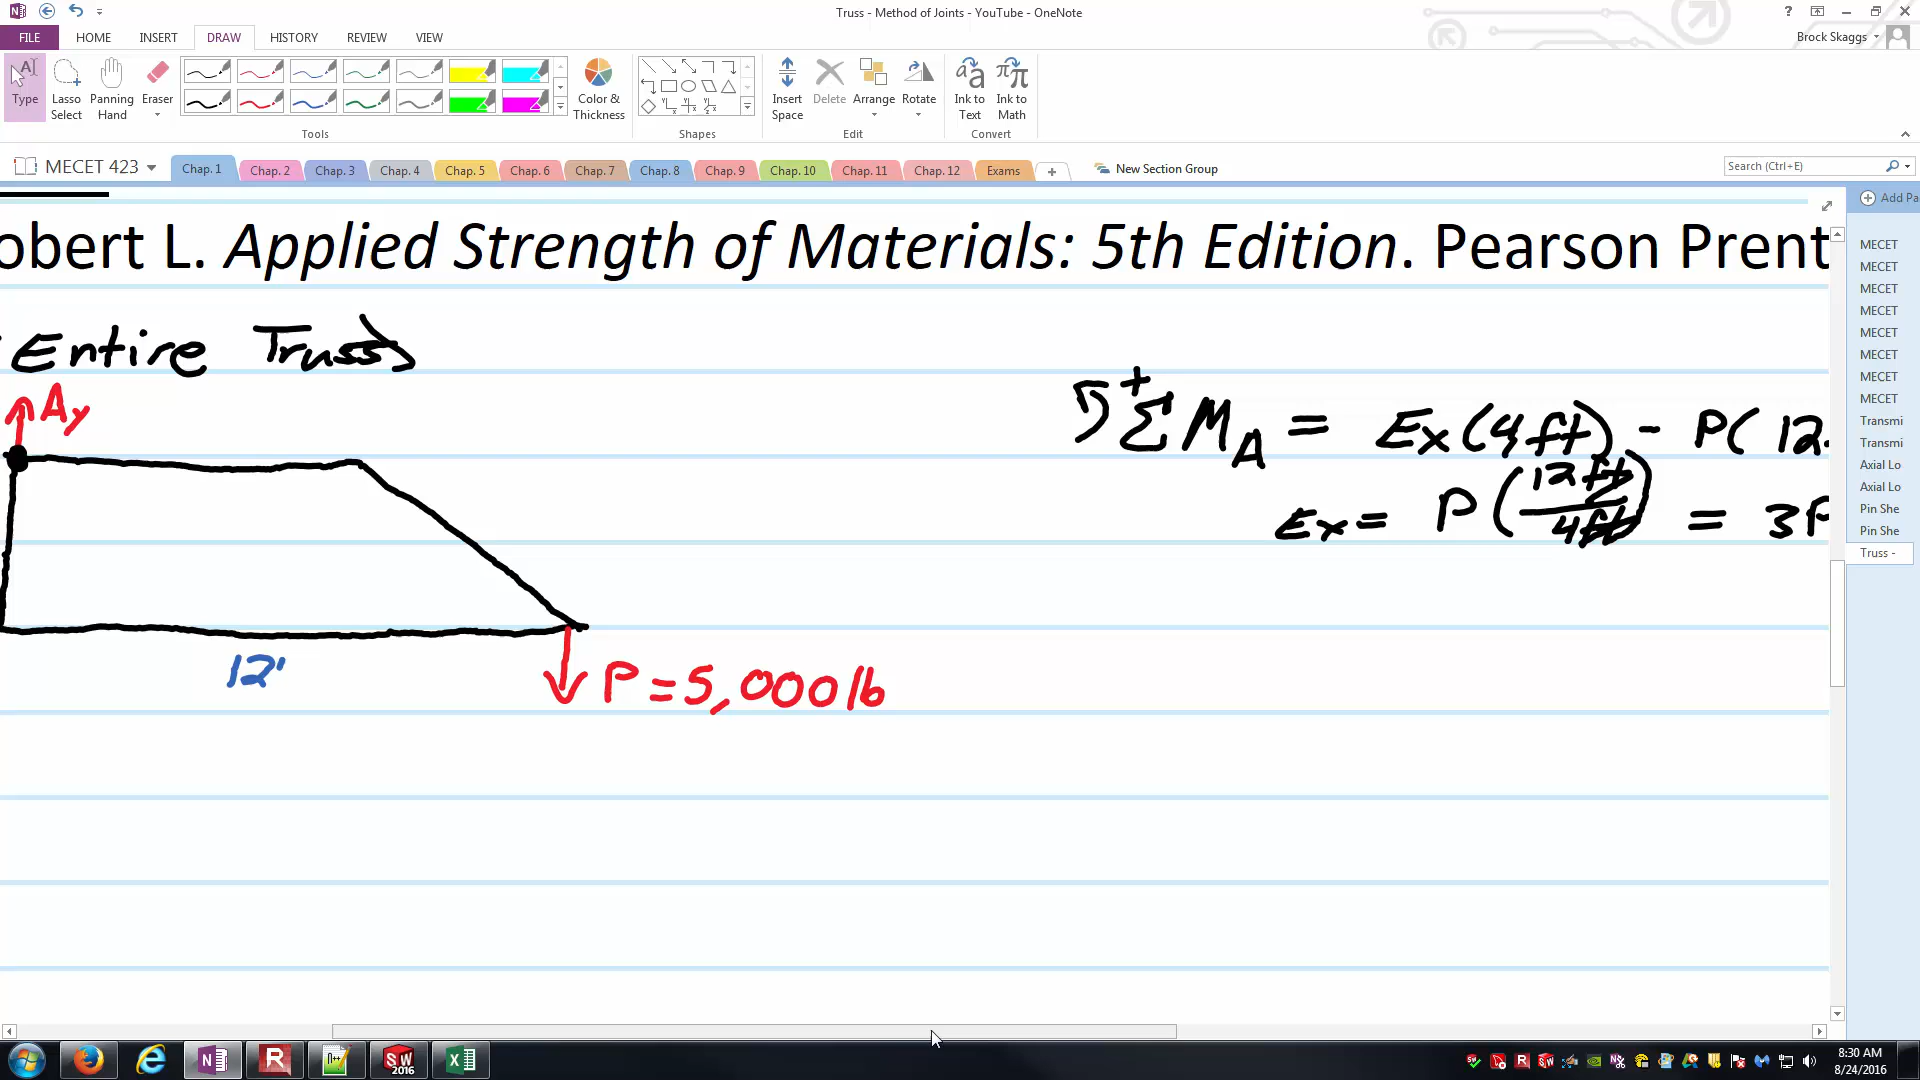 Truss - Method of Joints - YouTube - OneNote
FILE HOME INSERT DRAW HISTORY REVIEW VIEW
Brock Skaggs
Type
Lasso Select
Panning Hand
Eraser
Color & Thickness
Insert Space
Delete
Arrange
Rotate
Ink to Text
Ink to Math
Tools
Shapes
Edit
Convert
MECET 423
Chap. 1 Chap. 2 Chap. 3 Chap. 4 Chap. 5 Chap. 6 Chap. 7 Chap. 8 Chap. 9 Chap. 10 Chap. 11 Chap. 12 Exams
New Section Group
Search (Ctrl+E)
Add Pa
obert L. Applied Strength of Materials: 5th Edition. Pearson Prent
Entire Truss
Ay
+ Σ MA = Ex(4ft) - P(12
Ex = P(12ft/4ft) = 3P
12'
P = 5,000 lb
MECET
MECET
MECET
MECET
MECET
MECET
MECET
MECET
Transmi
Transmi
Axial Lo
Axial Lo
Pin She
Pin She
Truss -
8:30 AM
8/24/2016